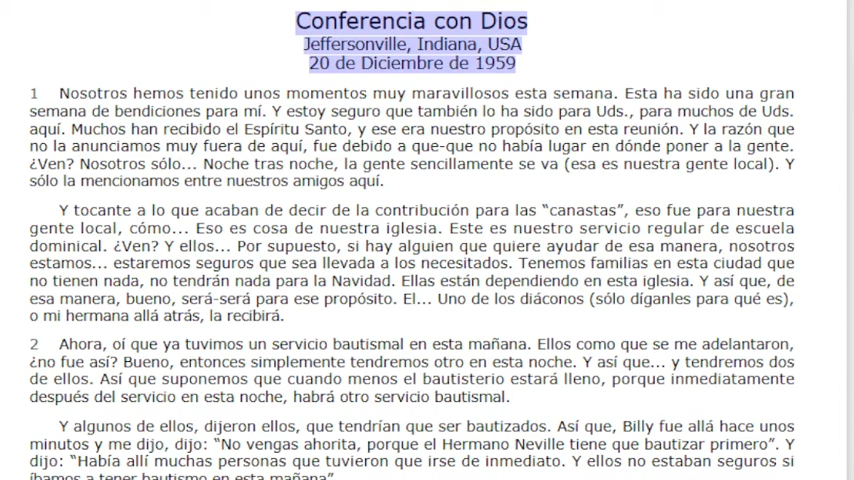 Conferencia con Dios
Jeffersonville, Indiana, USA
20 de Diciembre de 1959
1 Nosotros hemos tenido unos momentos muy maravillosos esta semana. Esta ha sido una gran
semana de bendiciones para mí. Y estoy seguro que también lo ha sido para Uds., para muchos de Uds.
aquí. Muchos han recibido el Espíritu Santo, y ese era nuestro propósito en esta reunión. Y la razón que
no la anunciamos muy fuera de aquí, fue debido a que-que no había lugar en dónde poner a la gente.
¿Ven? Nosotros sólo... Noche tras noche, la gente sencillamente se va (esa es nuestra gente local). Y
sólo la mencionamos entre nuestros amigos aquí.
Y tocante a lo que acaban de decir de la contribución para las “canastas”, eso fue para nuestra
gente local, cómo... Eso es cosa de nuestra iglesia. Este es nuestro servicio regular de escuela
dominical. ¿Ven? Y ellos... Por supuesto, si hay alguien que quiere ayudar de esa manera, nosotros
estamos... estaremos seguros que sea llevada a los necesitados. Tenemos familias en esta ciudad que
no tienen nada, no tendrán nada para la Navidad. Ellas están dependiendo en esta iglesia. Y así que, de
esa manera, bueno, será-será para ese propósito. El... Uno de los diáconos (sólo díganles para qué es),
o mi hermana allá atrás, la recibirá.
2 Ahora, oí que ya tuvimos un servicio bautismal en esta mañana. Ellos como que se me adelantaron,
¿no fue así? Bueno, entonces simplemente tendremos otro en esta noche. Y así que... y tendremos dos
de ellos. Así que suponemos que cuando menos el bautisterio estará lleno, porque inmediatamente
después del servicio en esta noche, habrá otro servicio bautismal.
Y algunos de ellos, dijeron ellos, que tendrían que ser bautizados. Así que, Billy fue allá hace unos
minutos y me dijo, dijo: “No vengas ahorita, porque el Hermano Neville tiene que bautizar primero”. Y
dijo: “Había allí muchas personas que tuvieron que irse de inmediato. Y ellos no estaban seguros si
íbamos a tener bautismo en esta mañana”.